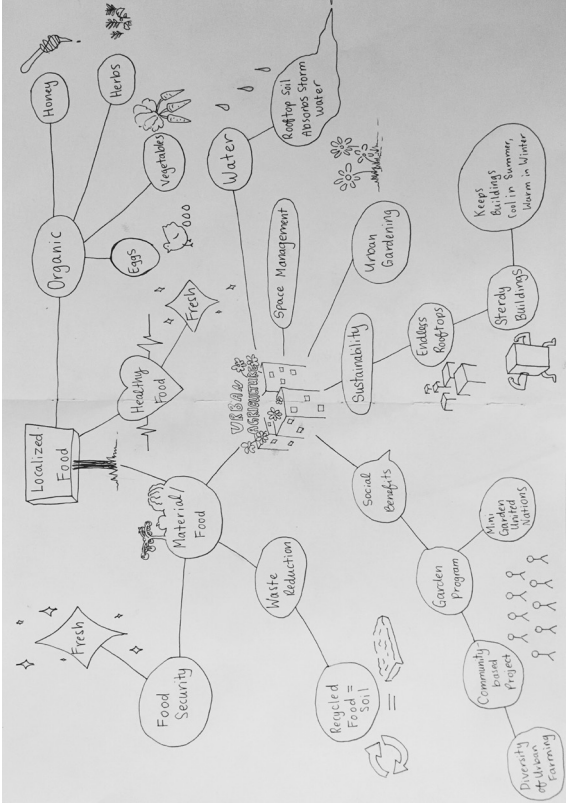 URBAN
AGRICULTURE
Material/
Food
Localized
Food
Organic
Honey
Herbs
Vegetables
Eggs
Healthy
Food
Fresh
Food
Security
Fresh
Waste
Reduction
Recycled
Food =
Soil
=
Water
Rooftop Soil
Absorbs Storm
Water
Space Management
Urban
Gardening
Sustainability
Endless
Rooftops
Sterdy
Buildings
Keeps
Buildings
Cool in Summer,
Warm in Winter
Social
Benefits
Garden
Program
Mini
Garden
United
Nations
Community-
based
Project
Diversity
of Urban
Farming